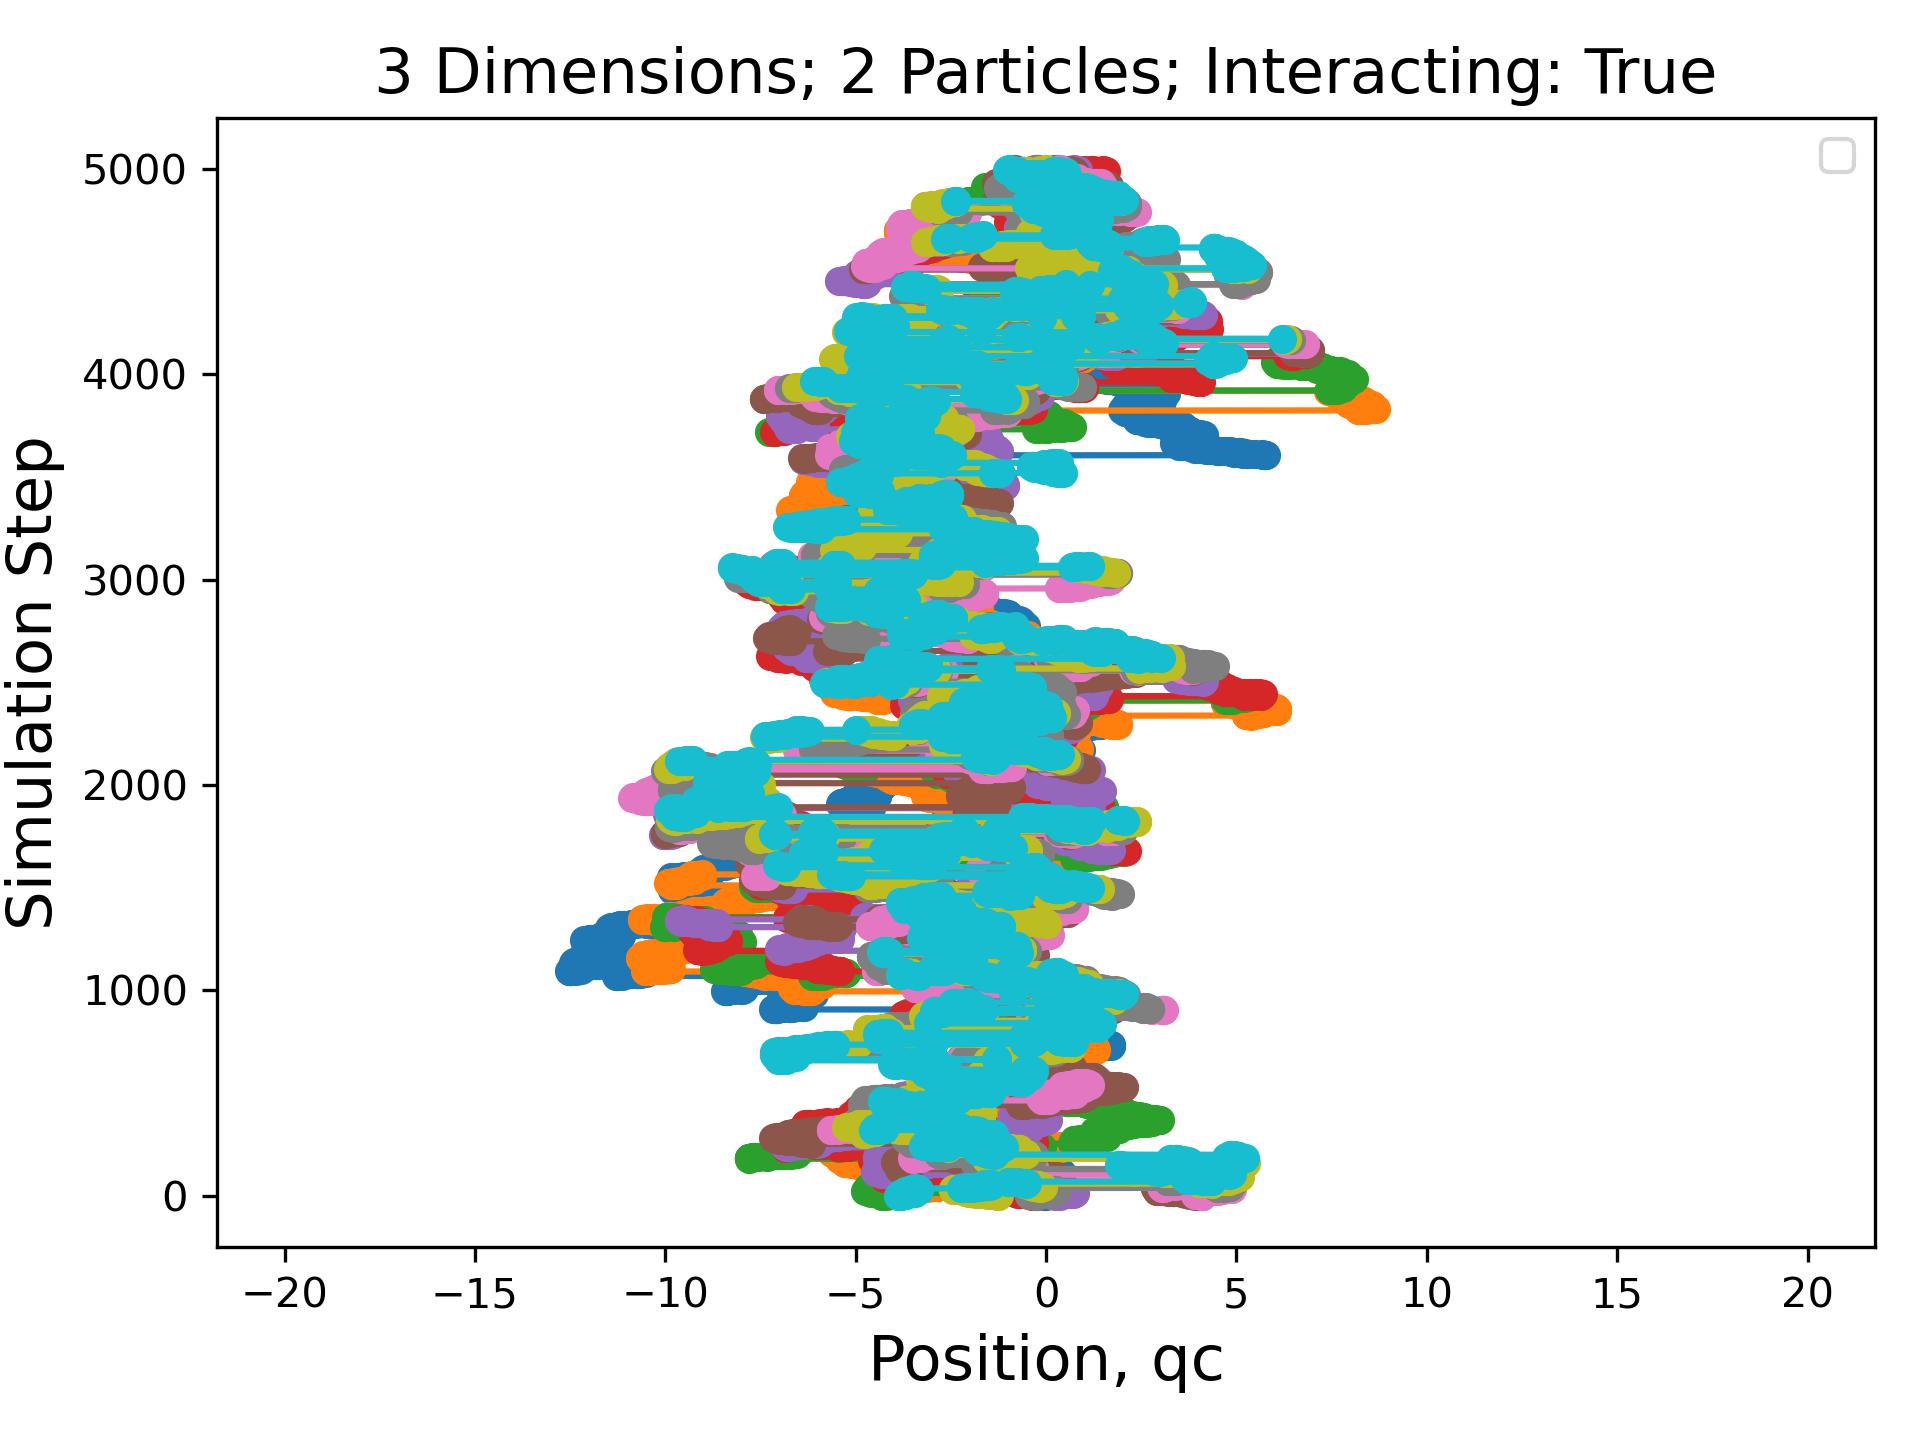 3 Dimensions; 2 Particles; Interacting: True
Simulation Step
5000
4000
3000
2000
1000
0
−20 −15 −10 −5 0 5 10 15 20
Position, qc